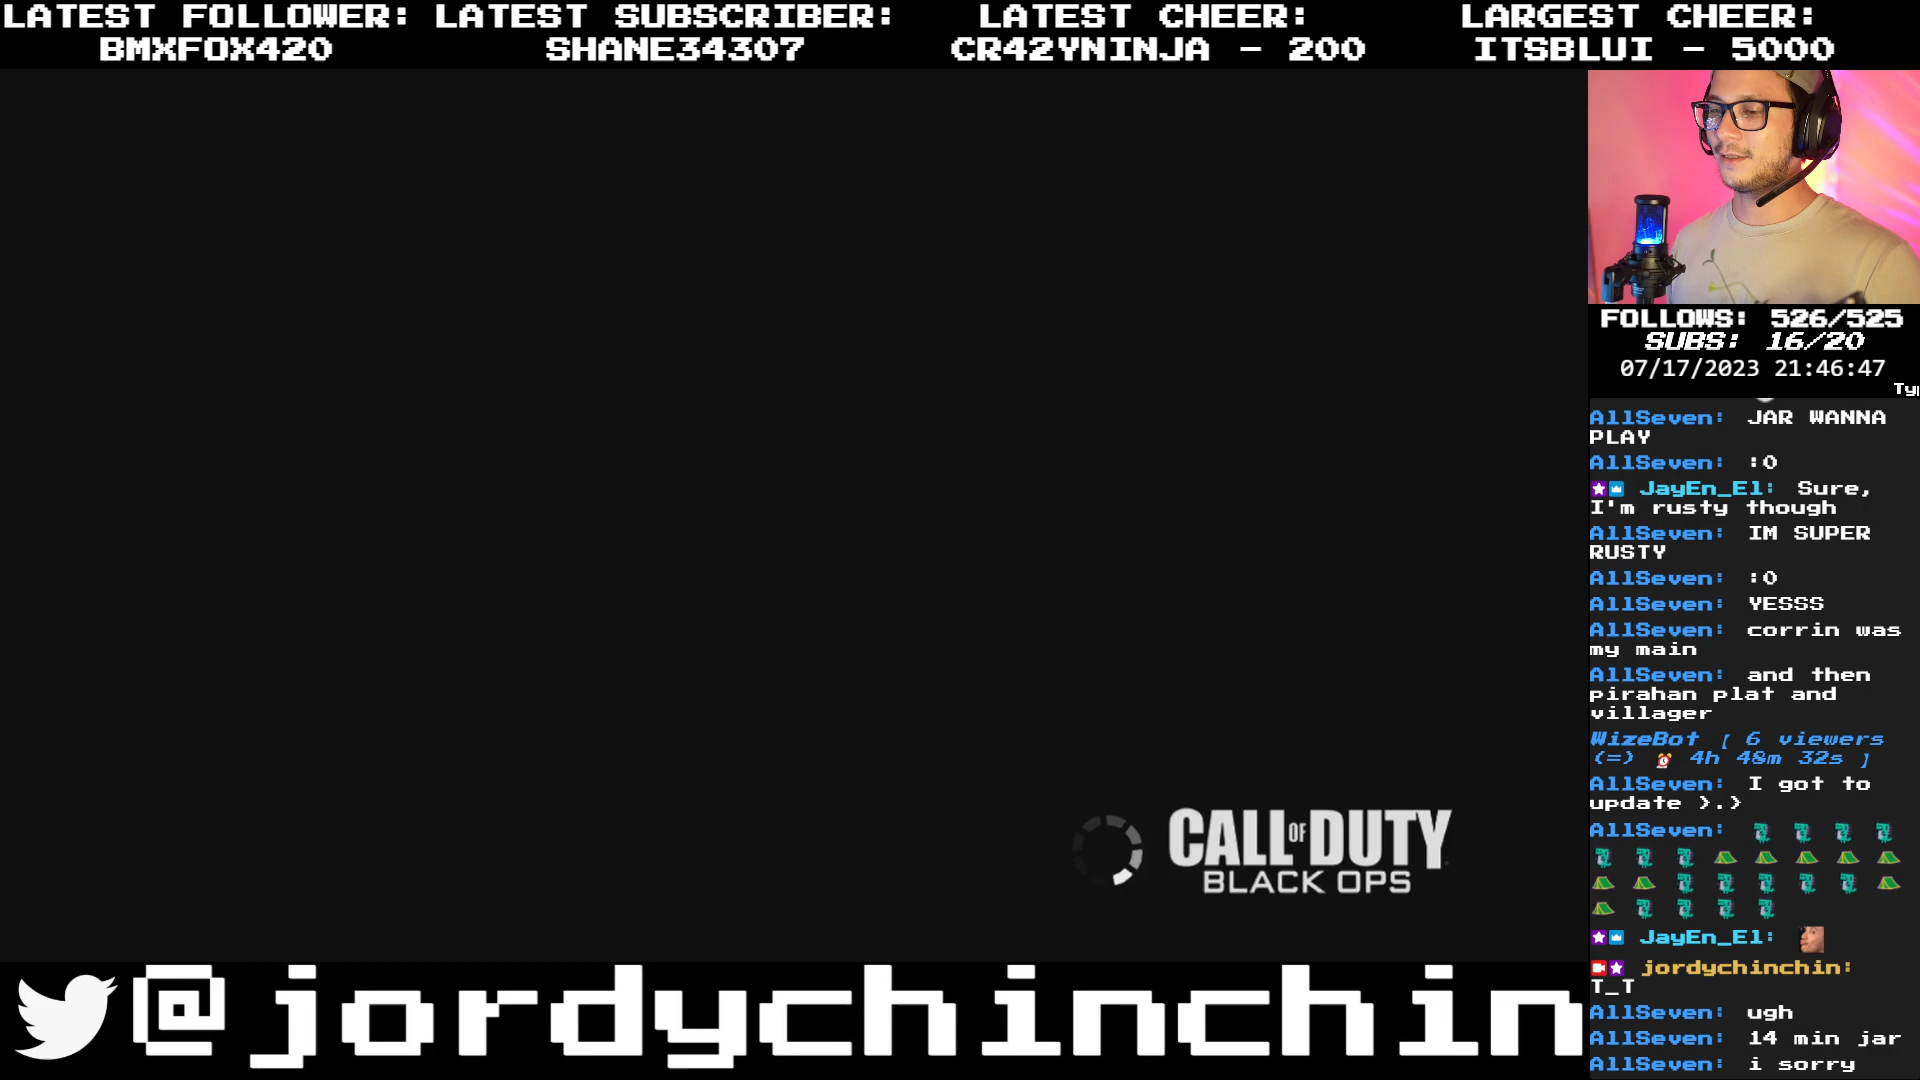 LATEST FOLLOWER:
BMXFOX420
LATEST SUBSCRIBER:
SHANE34307
LATEST CHEER:
CR42YNINJA - 200
LARGEST CHEER:
ITSBLUI - 5000
FOLLOWS: 526/525
SUBS: 16/20
07/17/2023 21:46:47
AllSeven: JAR WANNA
PLAY
AllSeven: :O
JayEn_El: Sure,
I'm rusty though
AllSeven: IM SUPER
RUSTY
AllSeven: :O
AllSeven: YESSS
AllSeven: corrin was
my main
AllSeven: and then
pirahan plat and
villager
WizeBot [ 6 viewers
(=) 4h 48m 32s ]
AllSeven: I got to
update >.>
AllSeven:
JayEn_El:
jordychinchin:
T_T
AllSeven: ugh
AllSeven: 14 min jar
AllSeven: i sorry
CALL OF DUTY
BLACK OPS
@jordychinchin